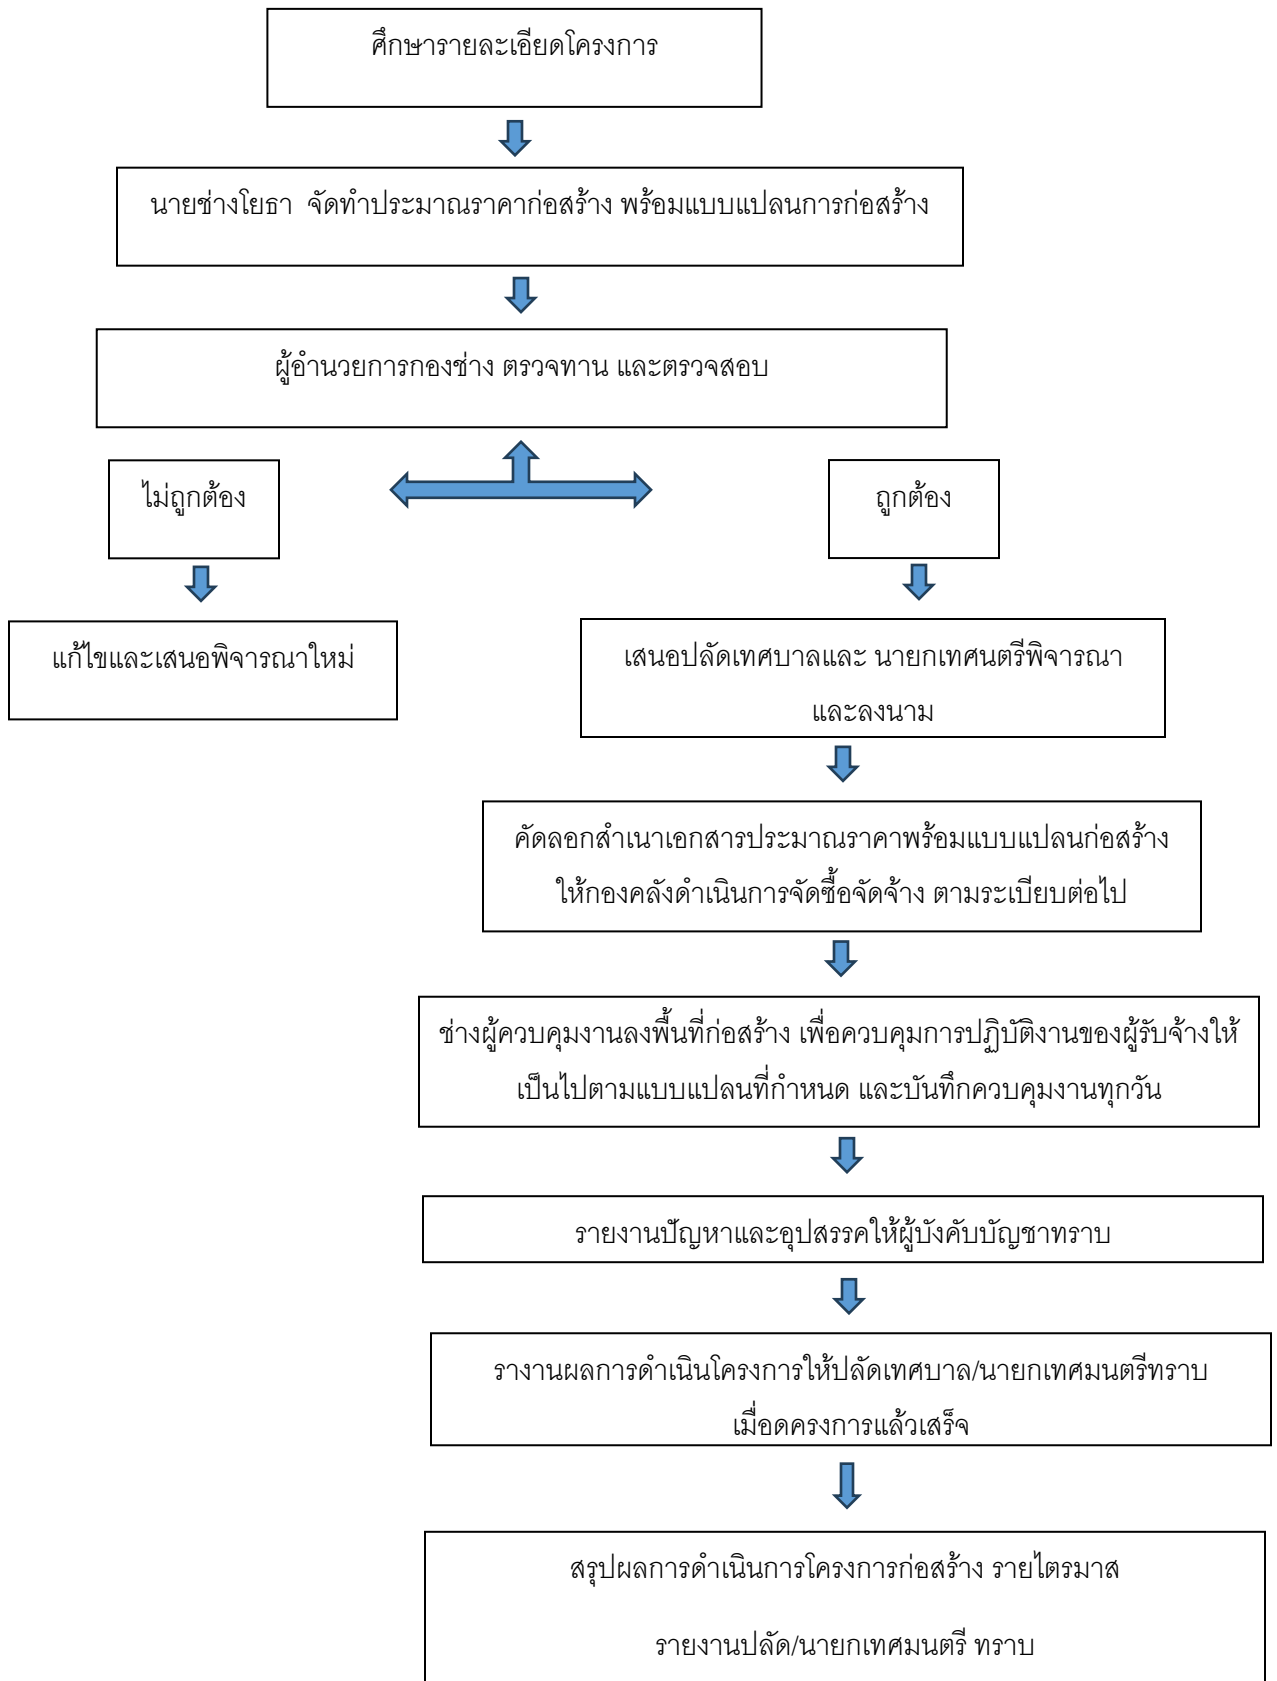 ศึกษารายละเอียดโครงการ
นายช่างโยธา  จัดทำประมาณราคาก่อสร้าง พร้อมแบบแปลนการก่อสร้าง
ผู้อำนวยการกองช่าง ตรวจทาน และตรวจสอบ
ไม่ถูกต้อง
ถูกต้อง
แก้ไขและเสนอพิจารณาใหม่
เสนอปลัดเทศบาลและ นายกเทศนตรีพิจารณา
และลงนาม
คัดลอกสำเนาเอกสารประมาณราคาพร้อมแบบแปลนก่อสร้าง
ให้กองคลังดำเนินการจัดซื้อจัดจ้าง ตามระเบียบต่อไป
ช่างผู้ควบคุมงานลงพื้นที่ก่อสร้าง เพื่อควบคุมการปฏิบัติงานของผู้รับจ้างให้
เป็นไปตามแบบแปลนที่กำหนด และบันทึกควบคุมงานทุกวัน
รายงานปัญหาและอุปสรรคให้ผู้บังคับบัญชาทราบ
รางานผลการดำเนินโครงการให้ปลัดเทศบาล/นายกเทศมนตรีทราบ
เมื่อดครงการแล้วเสร็จ
สรุปผลการดำเนินการโครงการก่อสร้าง รายไตรมาส
รายงานปลัด/นายกเทศมนตรี ทราบ